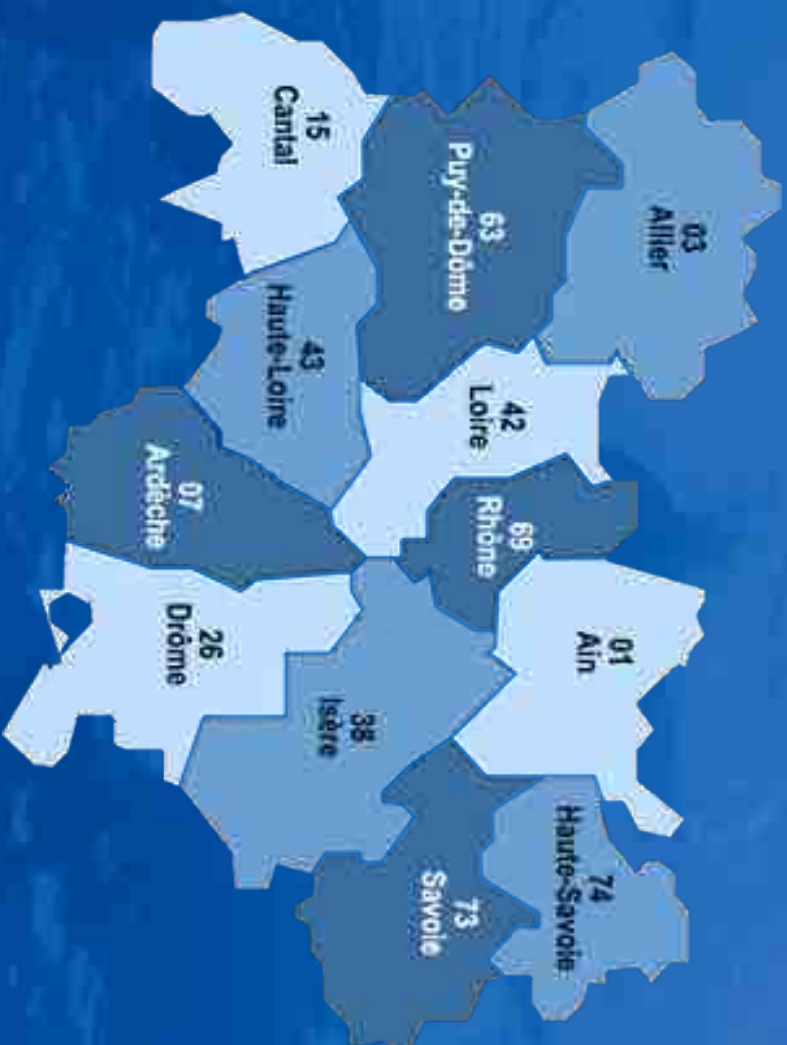 03
Allier
63
Puy-de-Dôme
15
Cantal
42
Loire
43
Haute-Loire
69
Rhône
07
Ardèche
01
Ain
26
Drôme
38
Isère
74
Haute-Savoie
73
Savoie